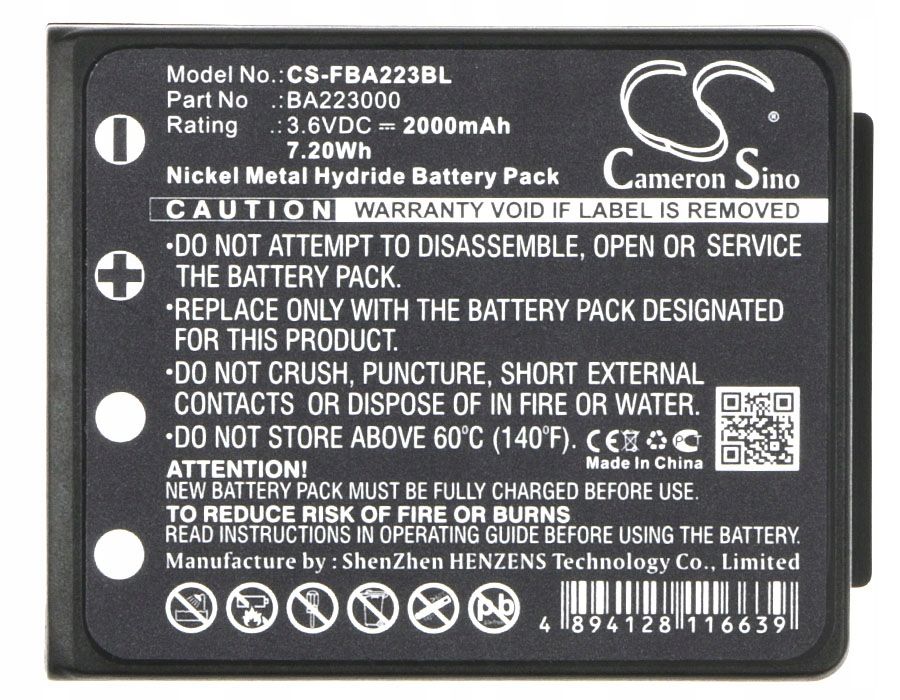 Model No.:CS-FBA223BL
Part No .:BA223000
Rating .:3.6VDC ⎓ 2000mAh
7.20Wh
Nickel Metal Hydride Battery Pack
CS ®
Cameron Sino
CAUTION WARRANTY VOID IF LABEL IS REMOVED
•DO NOT ATTEMPT TO DISASSEMBLE, OPEN OR SERVICE
THE BATTERY PACK.
•REPLACE ONLY WITH THE BATTERY PACK DESIGNATED
FOR THIS PRODUCT.
•DO NOT CRUSH, PUNCTURE, SHORT EXTERNAL
CONTACTS OR DISPOSE OF IN FIRE OR WATER.
•DO NOT STORE ABOVE 60°C (140°F).
CE PC
Made In China
ATTENTION!
NEW BATTERY PACK MUST BE FULLY CHARGED BEFORE USE.
TO REDUCE RISK OF FIRE OR BURNS
READ INSTRUCTIONS IN OPERATING GUIDE BEFORE USING THE BATTERY.
Manufacture by : ShenZhen HENZENS Technology Co., Limited
pb
4 894128 116639